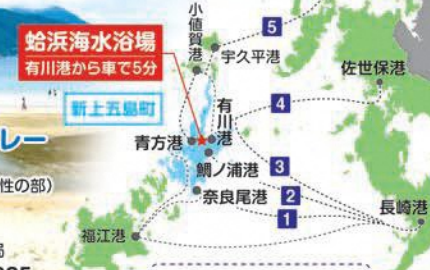 蛤浜海水浴場
有川港から車で5分
小値賀港
5
宇久平港
佐世保港
新上五島町
有川港
4
レー
青方港
鯛ノ浦港
3
性の部）
奈良尾港
2
1
長崎港
福江港